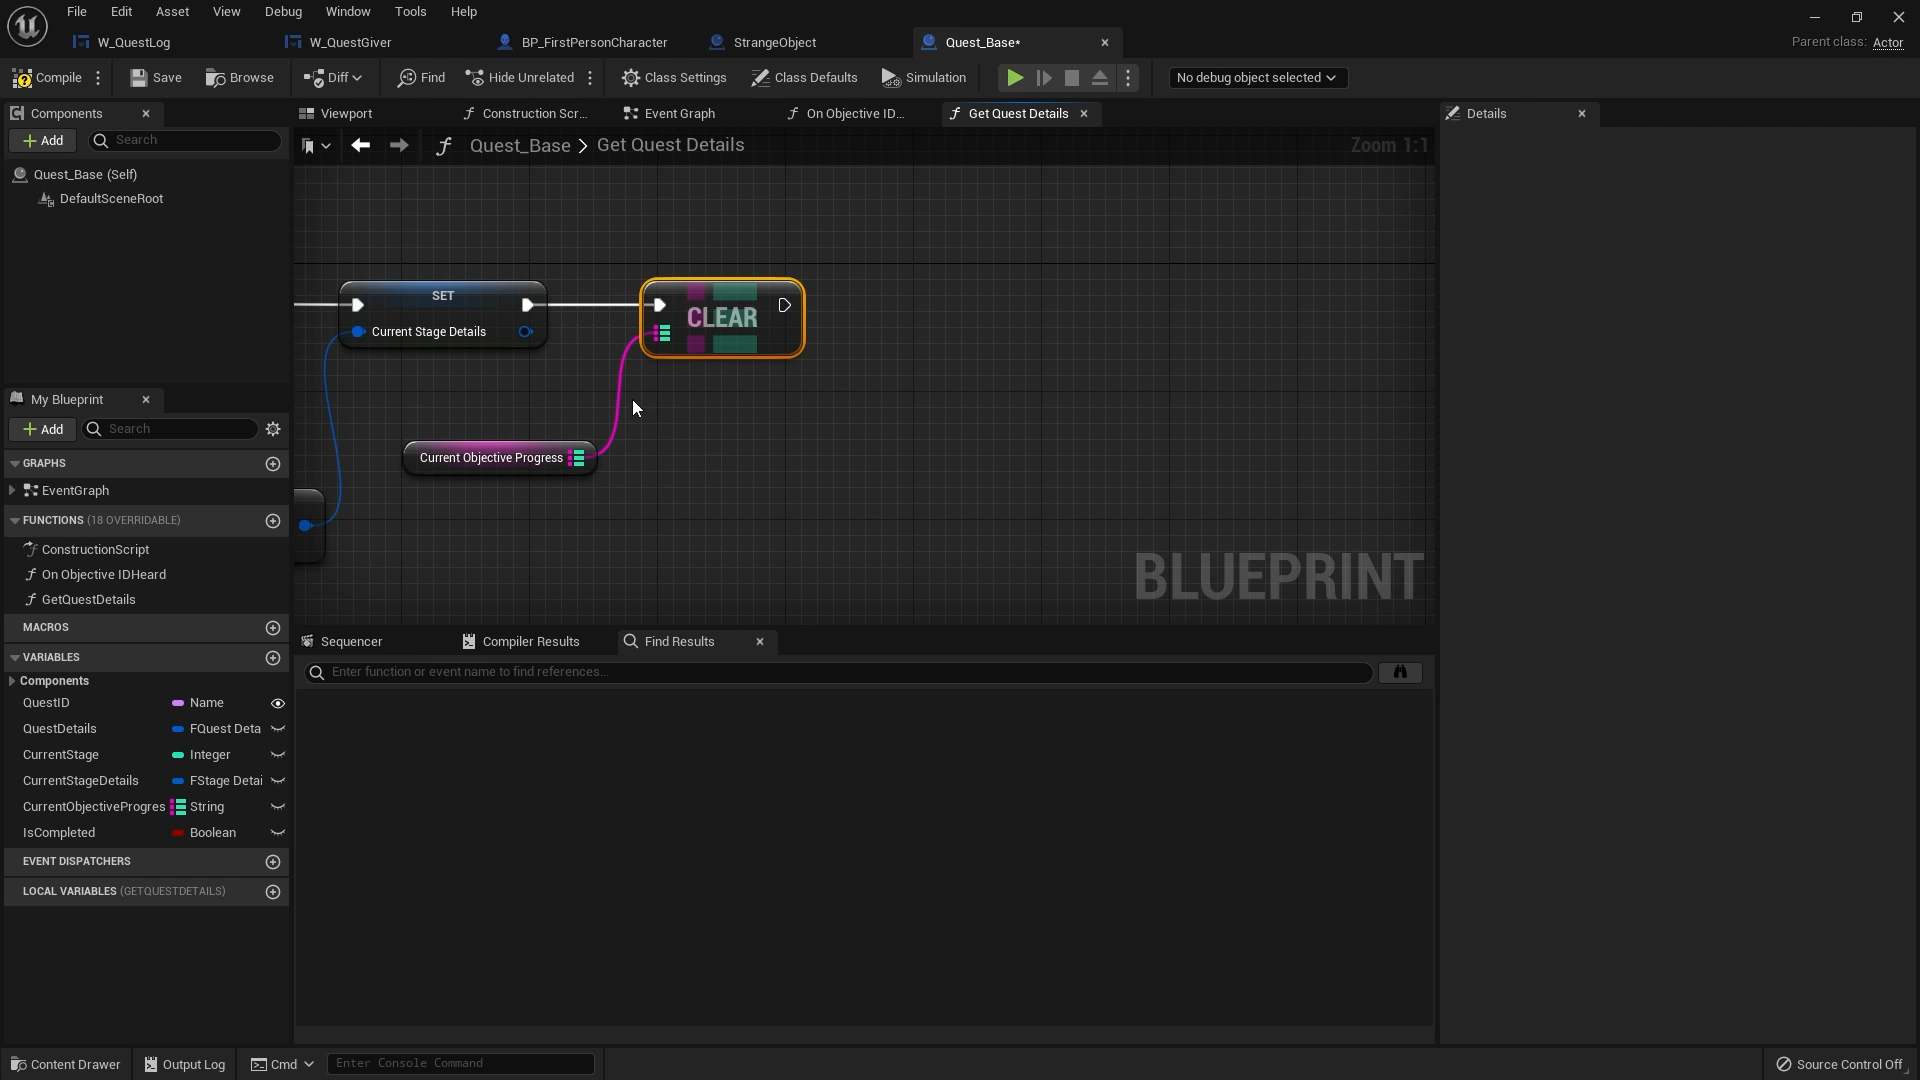 File Edit Asset View Debug Window Tools Help
W_QuestLog W_QuestGiver BP_FirstPersonCharacter StrangeObject Quest_Base* Parent class: Actor
Compile Save Browse Diff Find Hide Unrelated Class Settings Class Defaults Simulation No debug object selected
Components Viewport Construction Scr... Event Graph On Objective ID... Get Quest Details Details
Add Search
Quest_Base > Get Quest Details Zoom 1:1
Quest_Base (Self)
DefaultSceneRoot
SET
Current Stage Details
CLEAR
Current Objective Progress
BLUEPRINT
My Blueprint
Add Search
GRAPHS
EventGraph
FUNCTIONS (18 OVERRIDABLE)
ConstructionScript
On Objective IDHeard
GetQuestDetails
MACROS
VARIABLES
Components
QuestID Name
QuestDetails FQuest Deta
CurrentStage Integer
CurrentStageDetails FStage Detai
CurrentObjectiveProgres String
IsCompleted Boolean
EVENT DISPATCHERS
LOCAL VARIABLES (GETQUESTDETAILS)
Sequencer Compiler Results Find Results
Enter function or event name to find references...
Content Drawer Output Log Cmd Enter Console Command Source Control Off